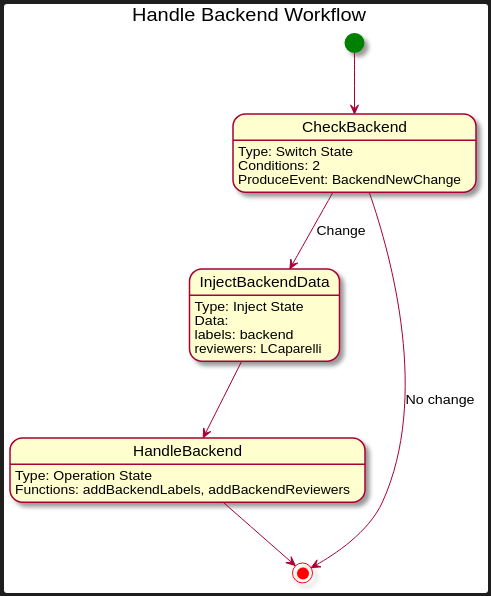 Handle Backend Workflow
CheckBackend
Type: Switch State
Conditions: 2
ProduceEvent: BackendNewChange
Change
InjectBackendData
Type: Inject State
Data:
labels: backend
reviewers: LCaparelli
No change
HandleBackend
Type: Operation State
Functions: addBackendLabels, addBackendReviewers